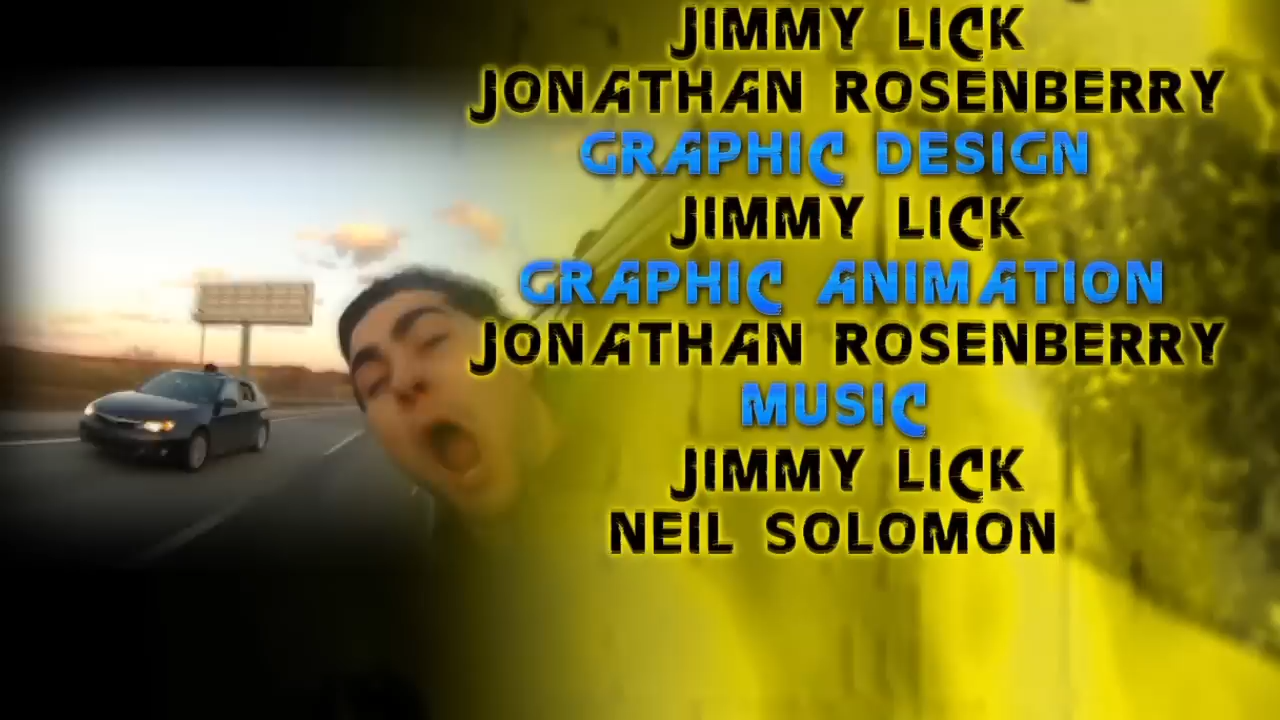 JIMMY LICK
JONATHAN ROSENBERRY
GRAPHIC DESIGN
JIMMY LICK
GRAPHIC ANIMATION
JONATHAN ROSENBERRY
MUSIC
JIMMY LICK
NEIL SOLOMON